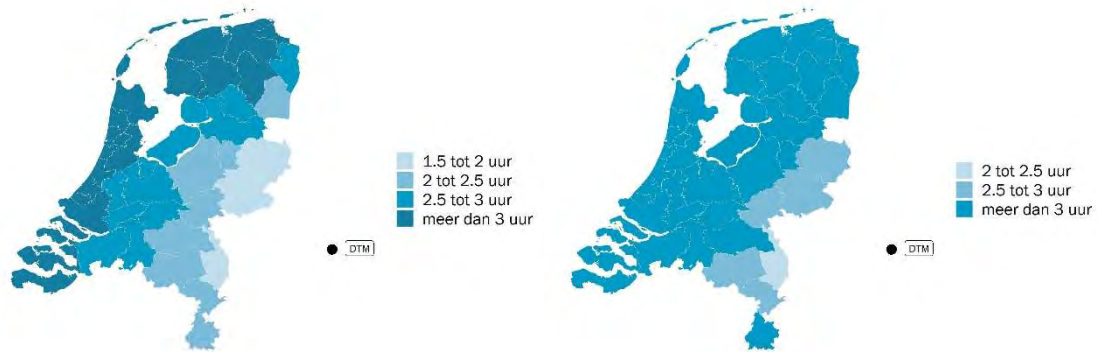 1.5 tot 2 uur
2 tot 2.5 uur
2.5 tot 3 uur
meer dan 3 uur
DTM
2 tot 2.5 uur
2.5 tot 3 uur
meer dan 3 uur
DTM